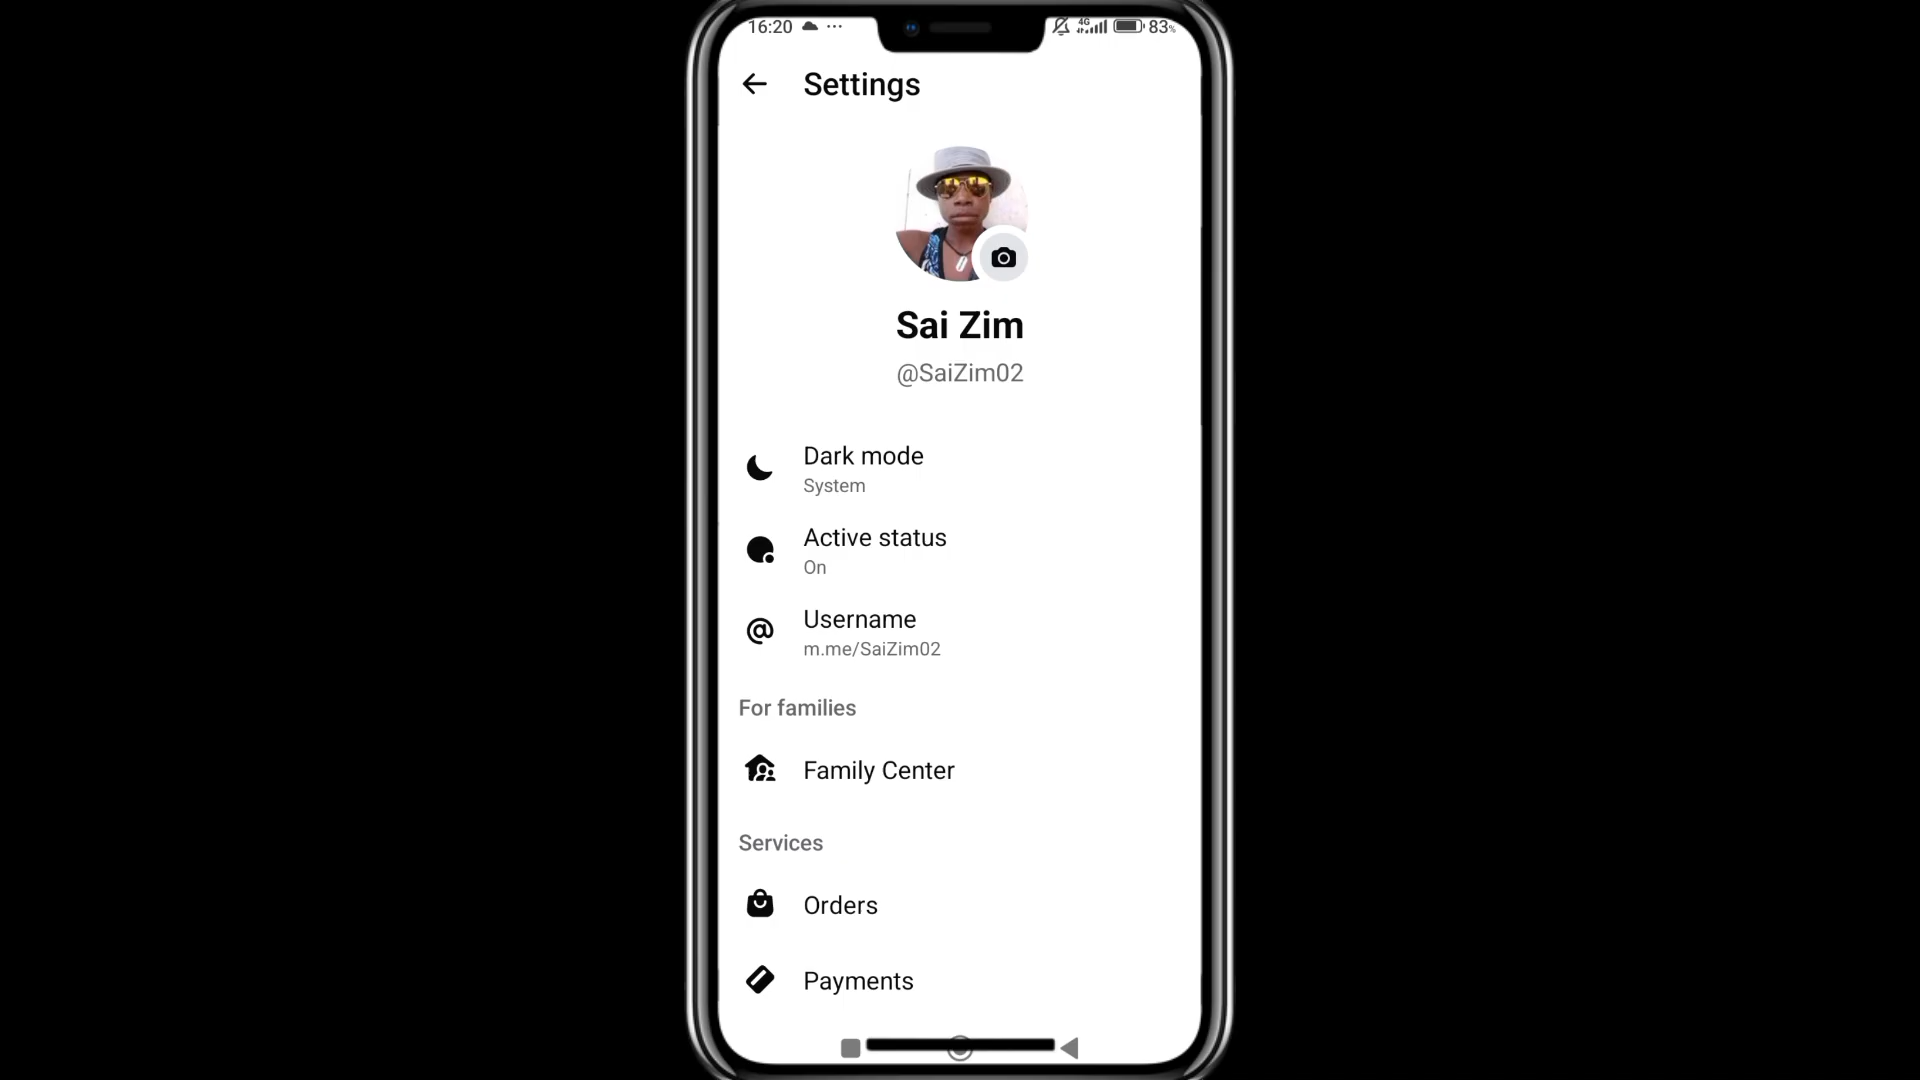 16:20 ... 4G 83%
Settings
Sai Zim
@SaiZim02
Dark mode
System
Active status
On
Username
m.me/SaiZim02
For families
Family Center
Services
Orders
Payments